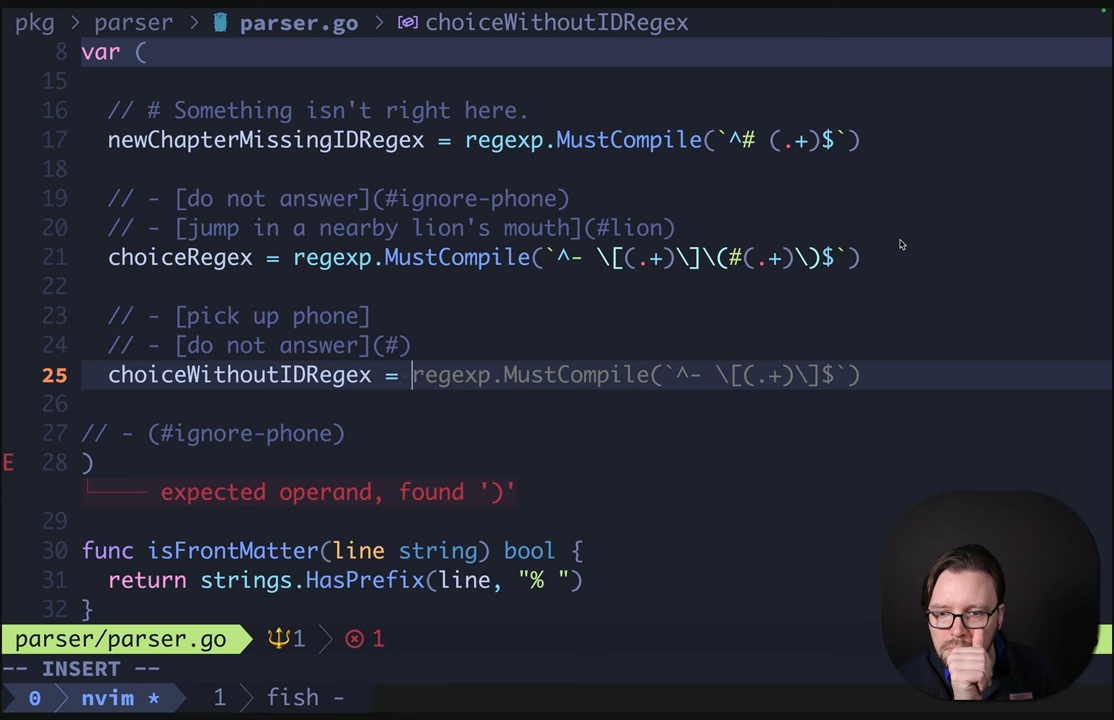 pkg > parser > parser.go > choiceWithoutIDRegex
8 var (
15
16 // # Something isn't right here.
17 newChapterMissingIDRegex = regexp.MustCompile(`^# (.+)$`)
18
19 // - [do not answer](#ignore-phone)
20 // - [jump in a nearby lion's mouth](#lion)
21 choiceRegex = regexp.MustCompile(`^- \[(.+)\]\(#(.+)\)$`)
22
23 // - [pick up phone]
24 // - [do not answer](#)
25 choiceWithoutIDRegex = regexp.MustCompile(`^- \[(.+)\]$`)
26
27 // - (#ignore-phone)
E 28 )
expected operand, found ')'
29
30 func isFrontMatter(line string) bool {
31 return strings.HasPrefix(line, "% ")
32 }
parser/parser.go 1 1
-- INSERT --
0 nvim * 1 fish -